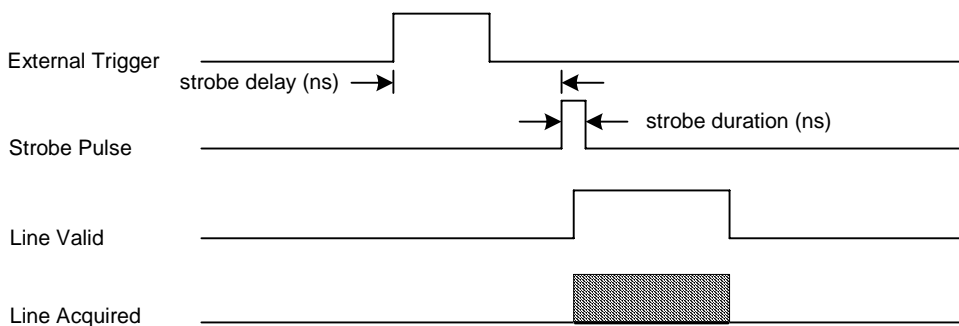 External Trigger
strobe delay (ns)
strobe duration (ns)
Strobe Pulse
Line Valid
Line Acquired